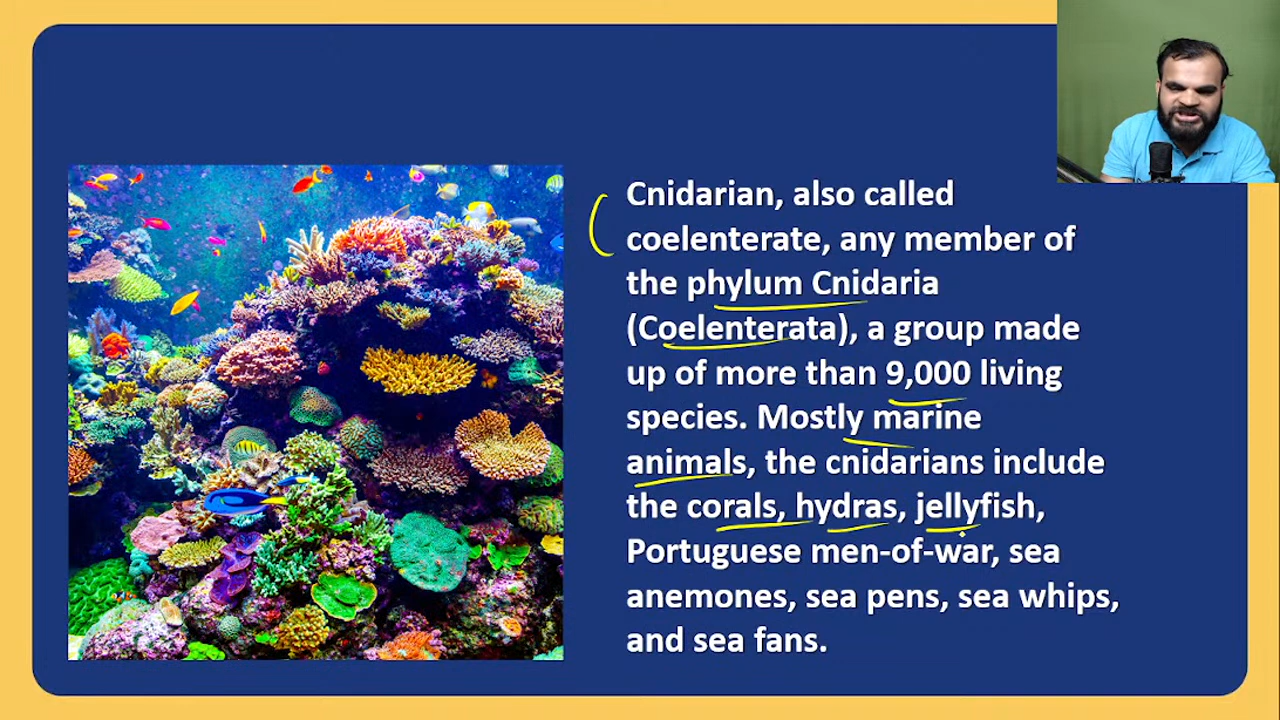 Cnidarian, also called
coelenterate, any member of
the phylum Cnidaria
(Coelenterata), a group made
up of more than 9,000 living
species. Mostly marine
animals, the cnidarians include
the corals, hydras, jellyfish,
Portuguese men-of-war, sea
anemones, sea pens, sea whips,
and sea fans.